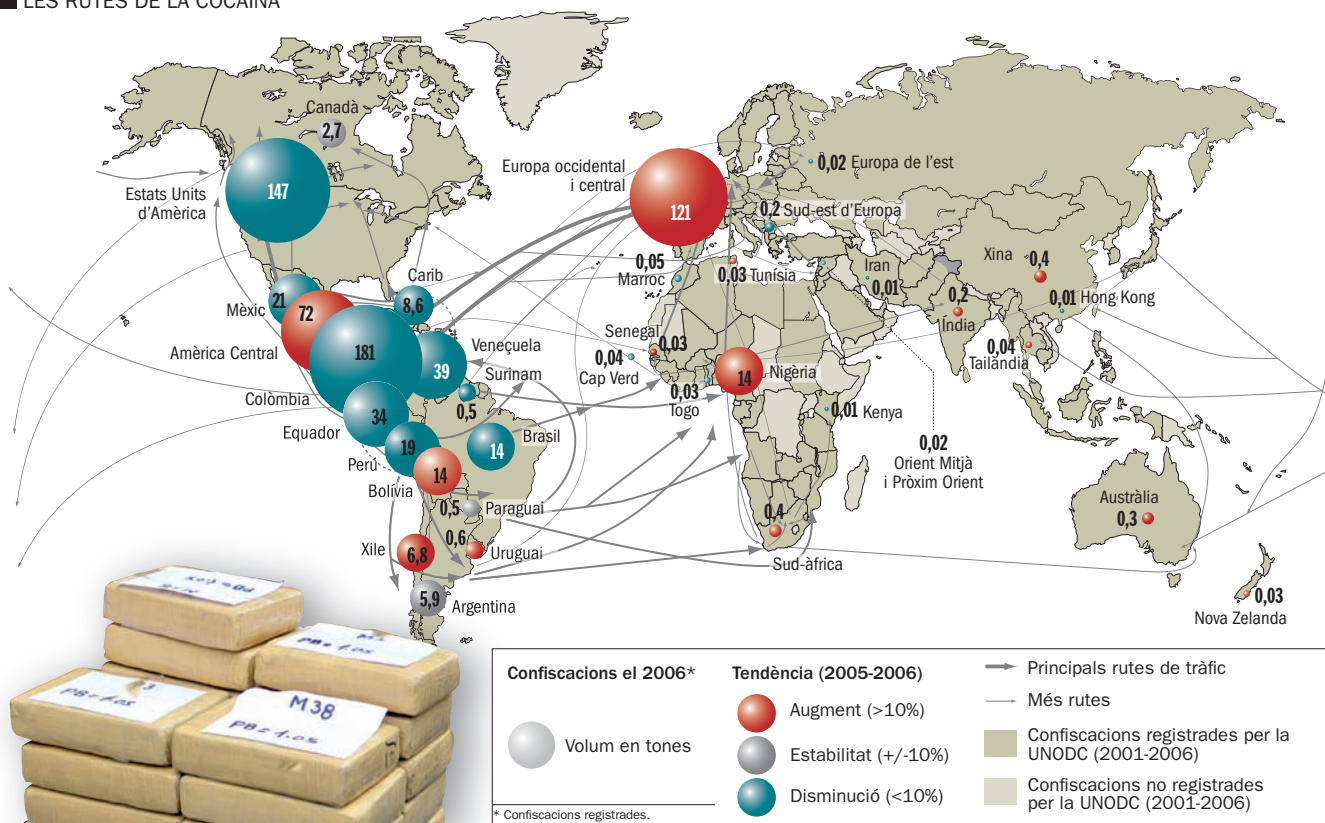 LES RUTES DE LA COCAÏNA
Canadà
2,7
Estats Units
d'Amèrica
147
Europa occidental
i central
121
0,02 Europa de l'est
0,2 Sud-est d'Europa
Carib
8,6
Mèxic
21
72
Amèrica Central
181
Colòmbia
Veneçuela
39
Surinam
0,5
Equador
34
Perú
19
Brasil
14
Bolívia
14
0,5 Paraguai
0,6
Uruguai
Xile
6,8
5,9
Argentina
0,05
Marroc
0,03 Tunísia
Iran
0,01
Xina
0,4
0,2
Índia
0,01 Hong Kong
0,04
Tailàndia
Senegal
0,03
0,04
Cap Verd
0,03
Togo
14
Nigèria
0,01 Kenya
0,02
Orient Mitjà
i Pròxim Orient
0,4
Sud-àfrica
Austràlia
0,3
0,03
Nova Zelanda
PB=1.05
3
PB=1.05
M38
PB=1.05
Confiscacions el 2006*
Volum en tones
* Confiscacions registrades.
Tendència (2005-2006)
Augment (>10%)
Estabilitat (+/-10%)
Disminució (<10%)
Principals rutes de tràfic
Més rutes
Confiscacions registrades per la
UNODC (2001-2006)
Confiscacions no registrades
per la UNODC (2001-2006)